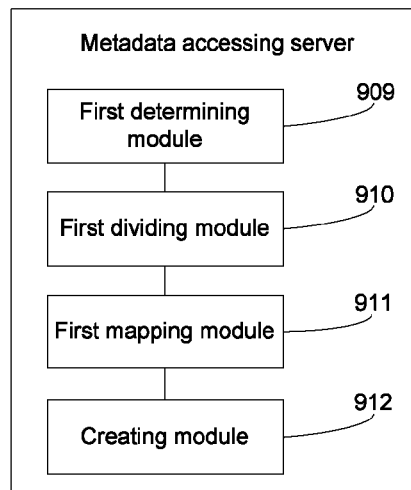 Metadata accessing server
909
First determining
module
910
First dividing module
911
First mapping module
912
Creating module